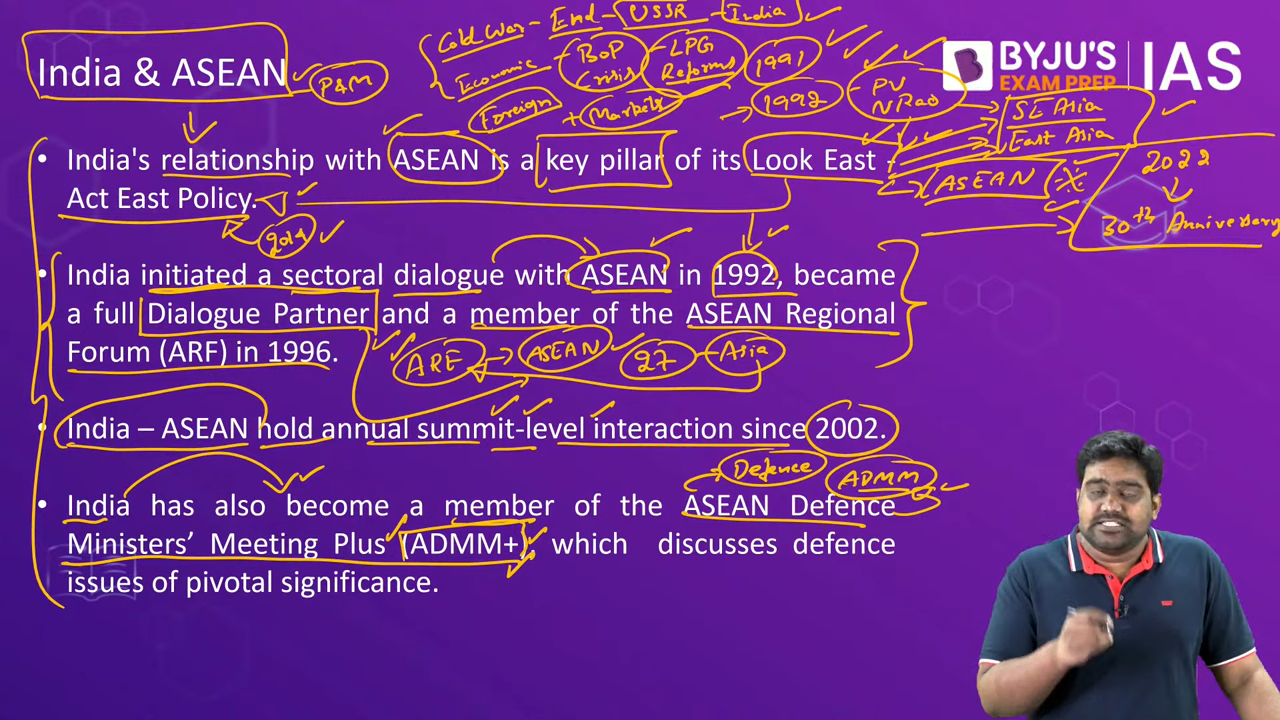 Cold War - End - USSR - India
India & ASEAN
P&M
Economic - BoP Crisis - LPG Reforms 1991
Foreign + Markets → 1992 - PV NRao
BYJU'S
EXAM PREP
IAS
SE Asia
East Asia
ASEAN - X
2022
30th Anniversary
• India's relationship with ASEAN is a key pillar of its Look East -
Act East Policy.
2014
• India initiated a sectoral dialogue with ASEAN in 1992, became
a full Dialogue Partner and a member of the ASEAN Regional
Forum (ARF) in 1996.
ARF → ASEAN 27 - Asia
• India – ASEAN hold annual summit-level interaction since 2002.
Defence ADMM
• India has also become a member of the ASEAN Defence
Ministers’ Meeting Plus (ADMM+), which discusses defence
issues of pivotal significance.